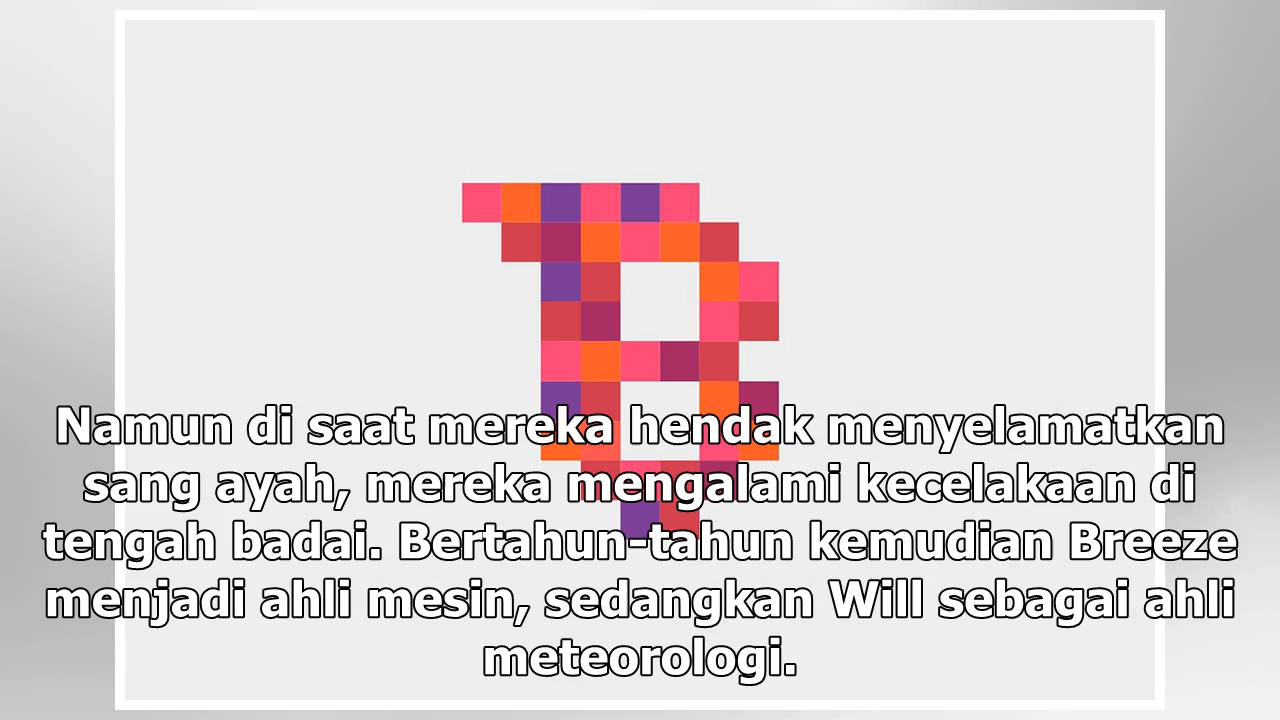 Namun di saat mereka hendak menyelamatkan
sang ayah, mereka mengalami kecelakaan di
tengah badai. Bertahun-tahun kemudian Breeze
menjadi ahli mesin, sedangkan Will sebagai ahli
meteorologi.